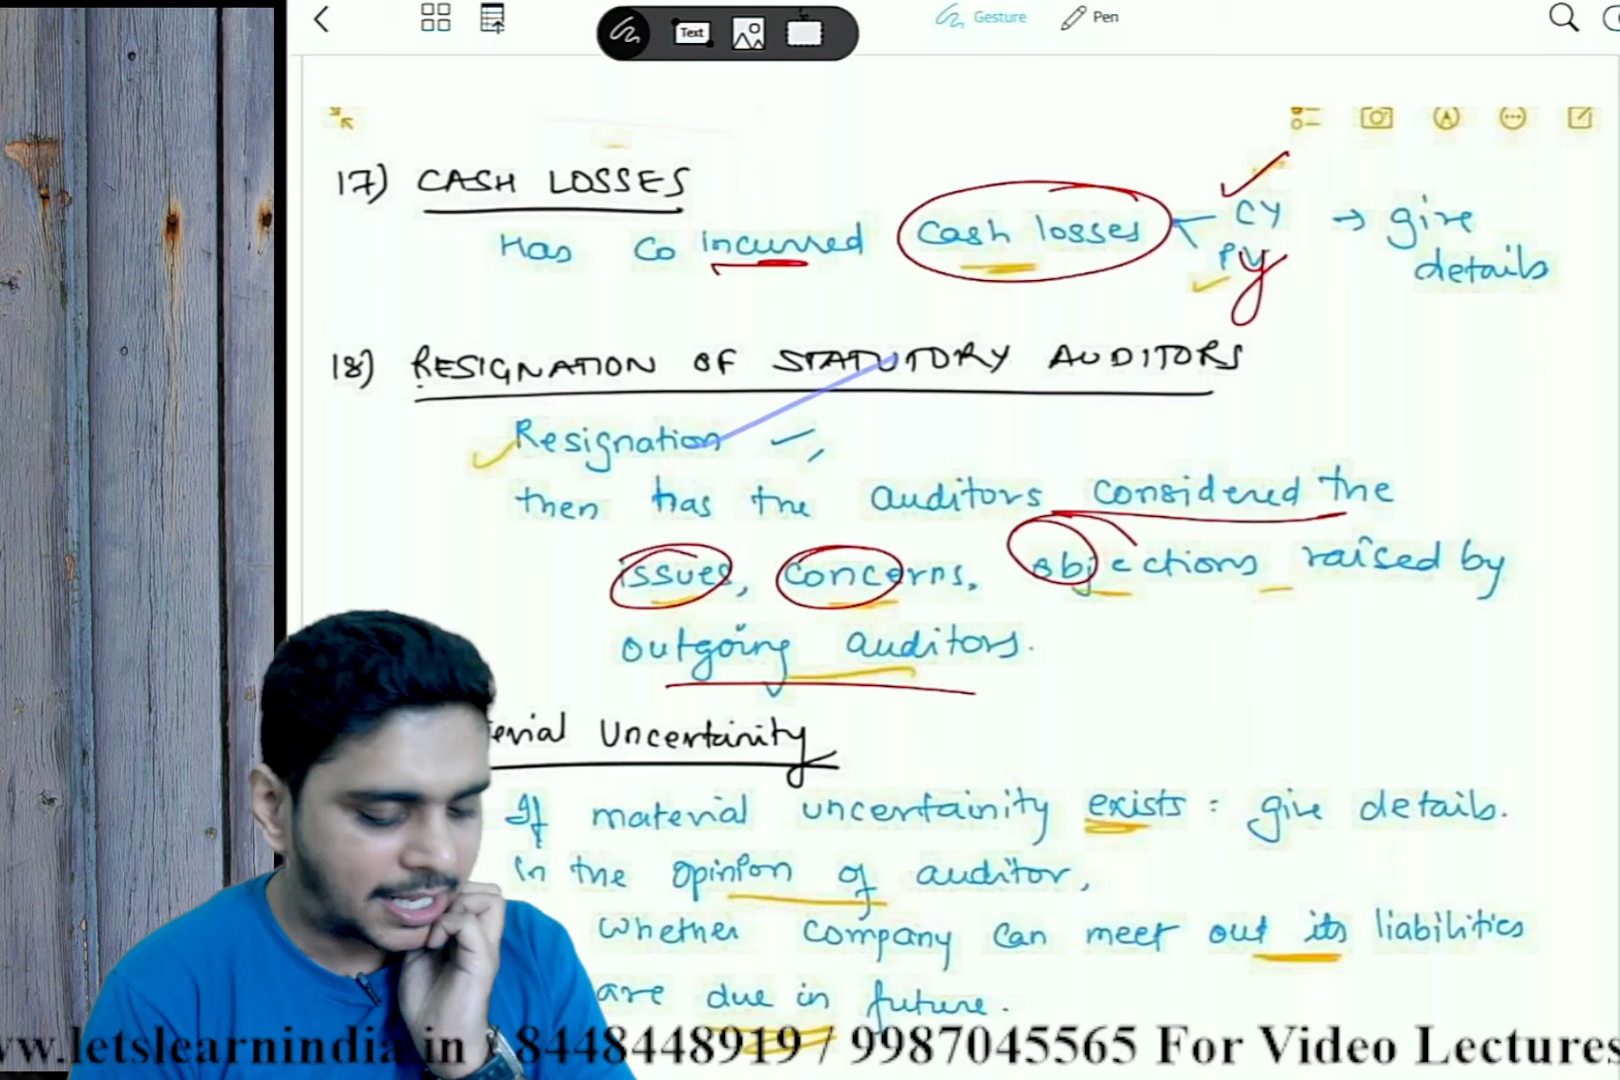 Text
Gesture
Pen
17) CASH LOSSES
Has Co incurred cash losses CY → give
PY details
18) RESIGNATION OF STATUTORY AUDITORS
Resignation
then has the auditors considered the
issues, concerns, objections raised by
outgoing auditors.
erial Uncertainity
If material uncertainity exists : give details.
in the opinion of auditor,
whether company can meet out its liabilities
are due in future.
ww.letslearnindia.in / 8448448919 / 9987045565 For Video Lectures